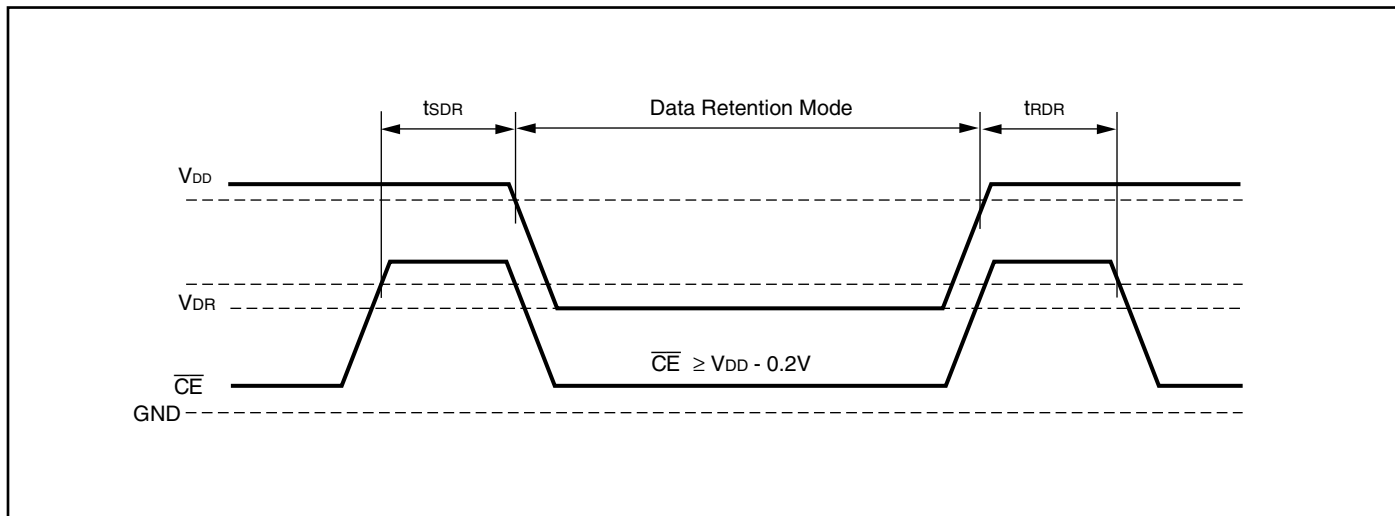 tSDR Data Retention Mode tRDR
VDD
VDR
CE ≥ VDD - 0.2V
CE
GND